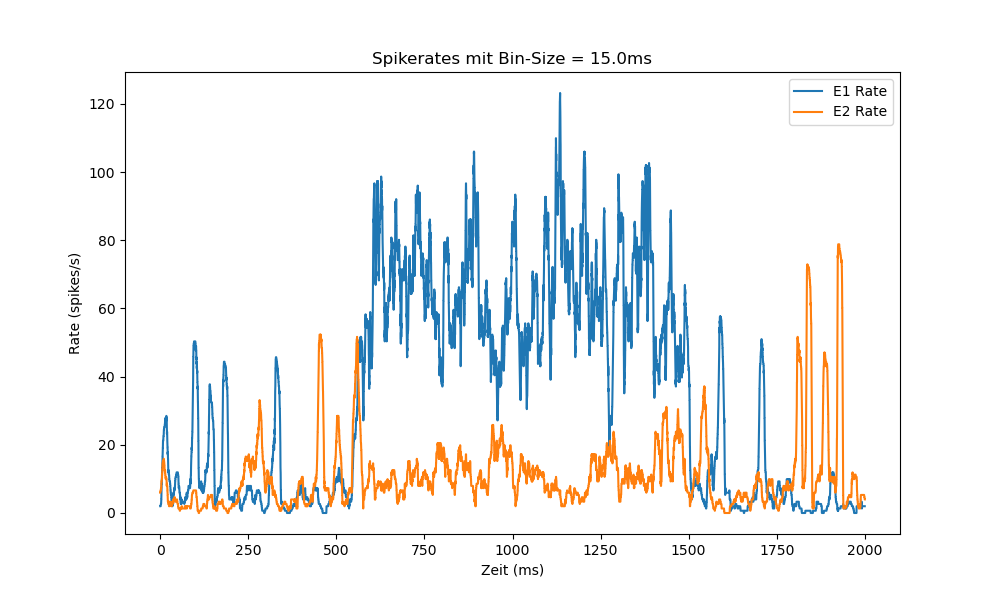 Spikerates mit Bin-Size = 15.0ms
E1 Rate
E2 Rate
120
100
80
60
40
20
0
Rate (spikes/s)
0 250 500 750 1000 1250 1500 1750 2000
Zeit (ms)